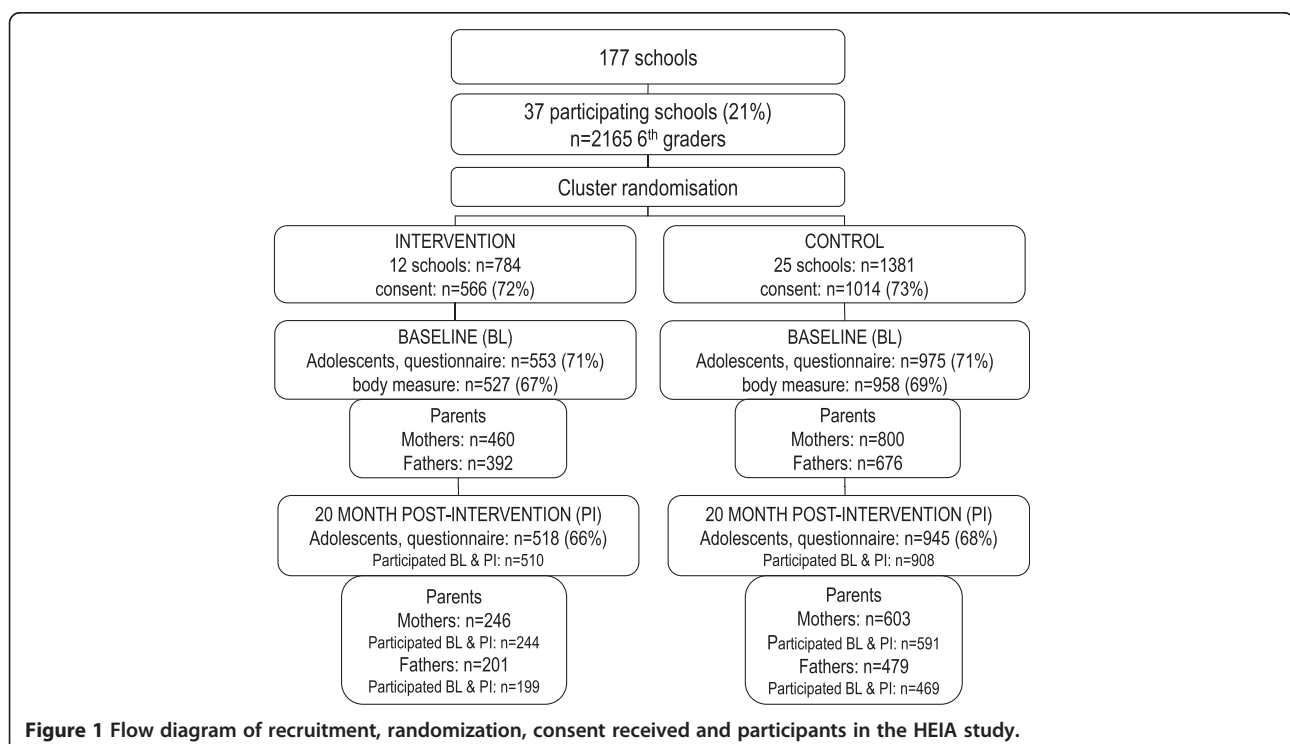 177 schools
37 participating schools (21%)
n=2165 6th graders
Cluster randomisation
INTERVENTION
12 schools: n=784
consent: n=566 (72%)
CONTROL
25 schools: n=1381
consent: n=1014 (73%)
BASELINE (BL)
Adolescents, questionnaire: n=553 (71%)
body measure: n=527 (67%)
BASELINE (BL)
Adolescents, questionnaire: n=975 (71%)
body measure: n=958 (69%)
Parents
Mothers: n=460
Fathers: n=392
Parents
Mothers: n=800
Fathers: n=676
20 MONTH POST-INTERVENTION (PI)
Adolescents, questionnaire: n=518 (66%)
Participated BL & PI: n=510
20 MONTH POST-INTERVENTION (PI)
Adolescents, questionnaire: n=945 (68%)
Participated BL & PI: n=908
Parents
Mothers: n=246
Participated BL & PI: n=244
Fathers: n=201
Participated BL & PI: n=199
Parents
Mothers: n=603
Participated BL & PI: n=591
Fathers: n=479
Participated BL & PI: n=469
Figure 1 Flow diagram of recruitment, randomization, consent received and participants in the HEIA study.